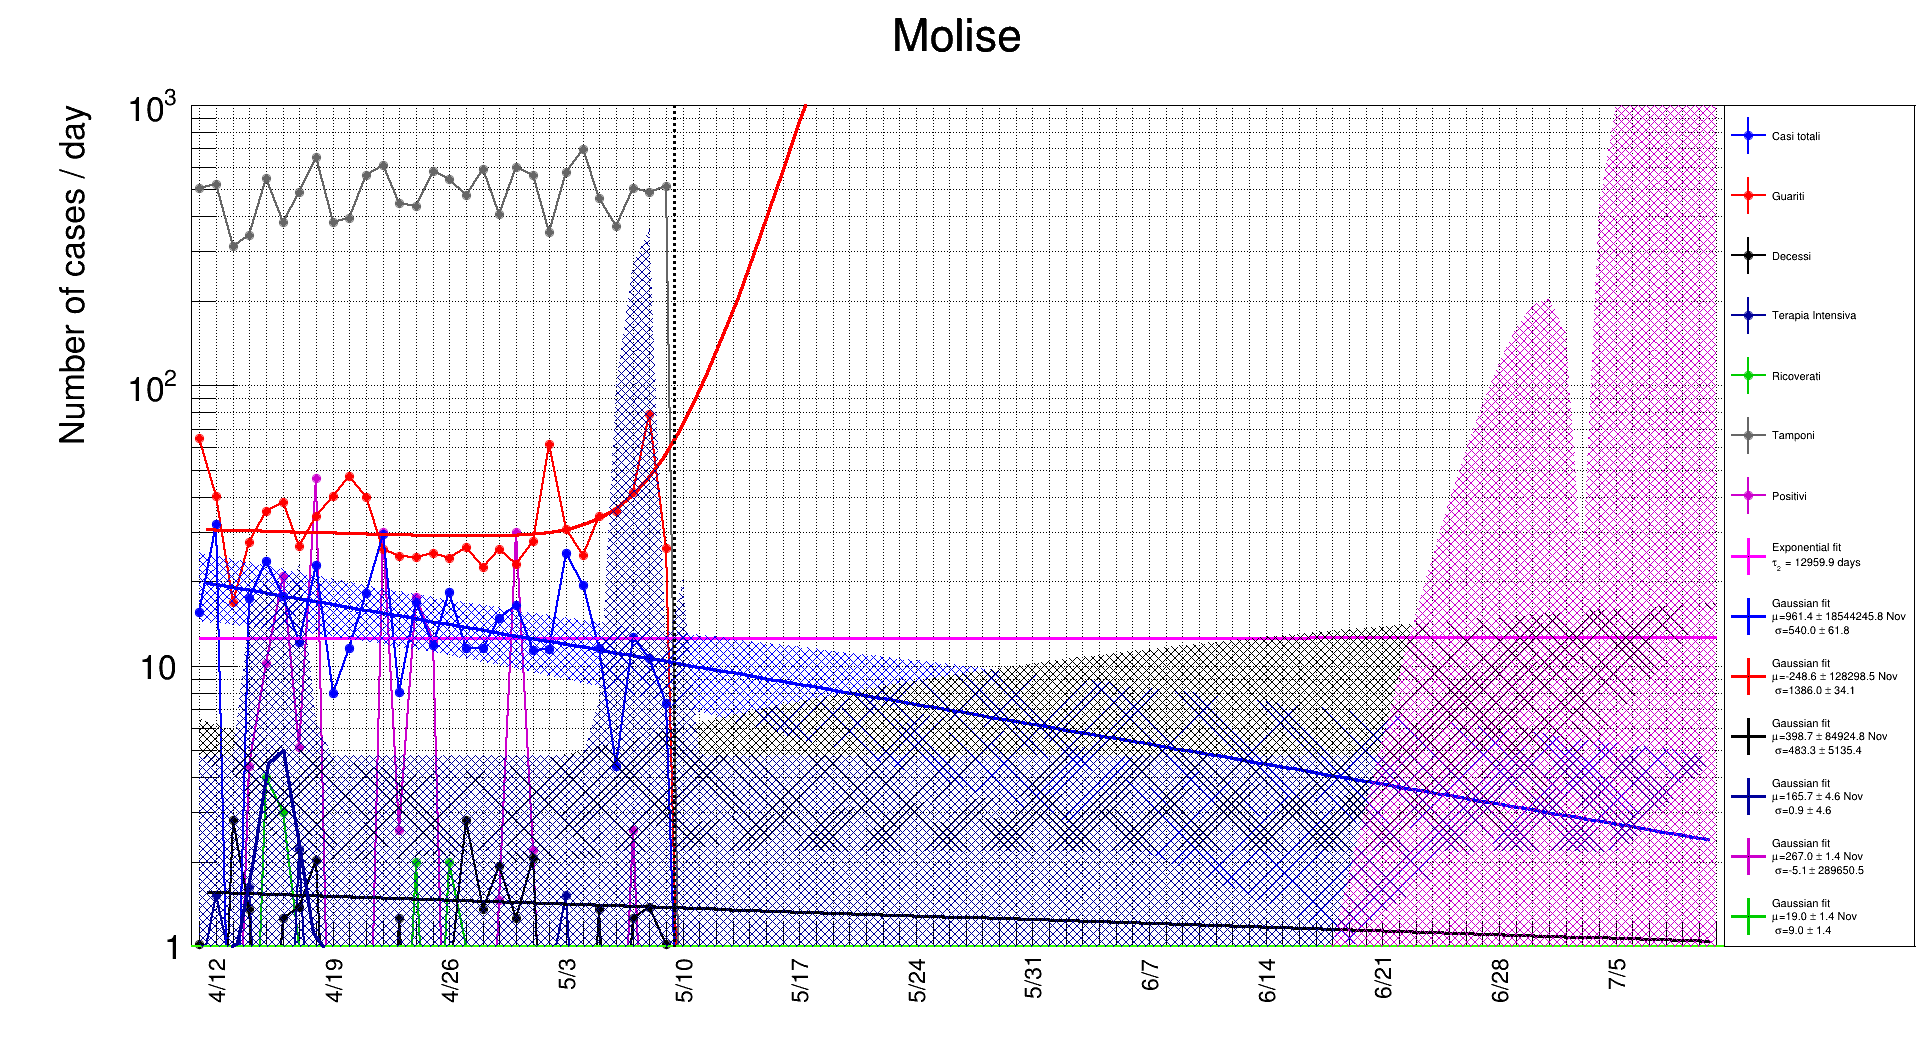 Molise
Number of cases / day
10³
10²
10
1
4/12
4/19
4/26
5/3
5/10
5/17
5/24
5/31
6/7
6/14
6/21
6/28
7/5
Casi totali
Guariti
Decessi
Terapia Intensiva
Ricoverati
Tamponi
Positivi
Exponential fit
τ₂ = 12959.9 days
Gaussian fit
μ=961.4 ± 18544245.8 Nov
σ=540.0 ± 61.8
Gaussian fit
μ=-248.6 ± 128298.5 Nov
σ=1386.0 ± 34.1
Gaussian fit
μ=398.7 ± 84924.8 Nov
σ=483.3 ± 5135.4
Gaussian fit
μ=165.7 ± 4.6 Nov
σ=0.9 ± 4.6
Gaussian fit
μ=267.0 ± 1.4 Nov
σ=-5.1 ± 289650.5
Gaussian fit
μ=19.0 ± 1.4 Nov
σ=9.0 ± 1.4